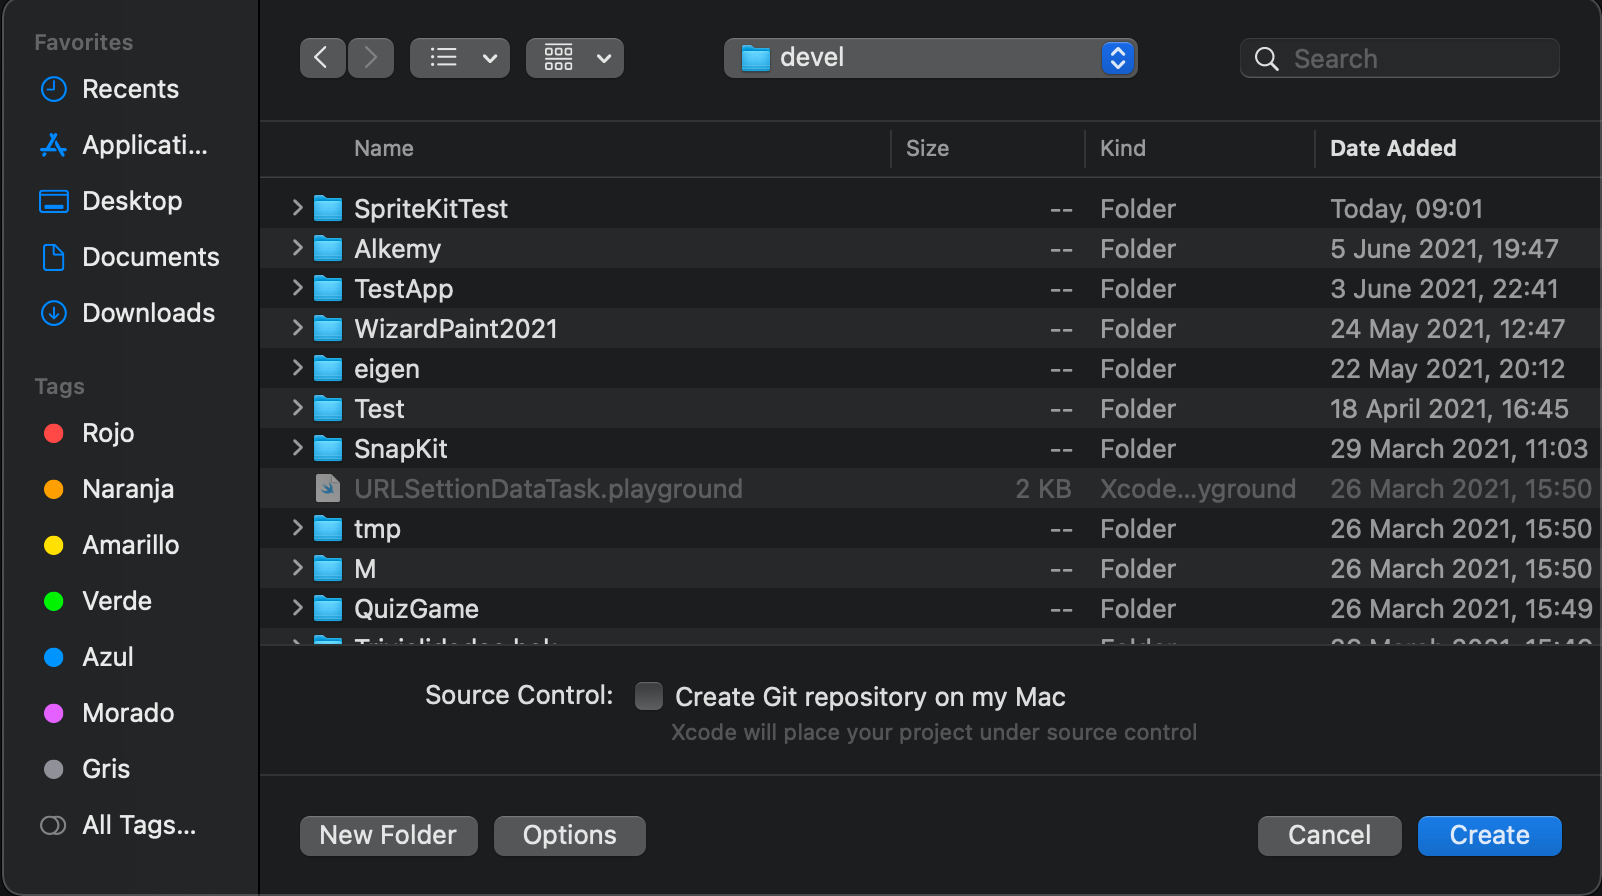 Favorites
Recents
Applicati...
Desktop
Documents
Downloads
Tags
Rojo
Naranja
Amarillo
Verde
Azul
Morado
Gris
All Tags...
devel
Search
Name Size Kind Date Added
SpriteKitTest -- Folder Today, 09:01
Alkemy -- Folder 5 June 2021, 19:47
TestApp -- Folder 3 June 2021, 22:41
WizardPaint2021 -- Folder 24 May 2021, 12:47
eigen -- Folder 22 May 2021, 20:12
Test -- Folder 18 April 2021, 16:45
SnapKit -- Folder 29 March 2021, 11:03
URLSettionDataTask.playground 2 KB Xcode...yground 26 March 2021, 15:50
tmp -- Folder 26 March 2021, 15:50
M -- Folder 26 March 2021, 15:50
QuizGame -- Folder 26 March 2021, 15:49
Folder 26 March 2021,
Source Control: Create Git repository on my Mac
Xcode will place your project under source control
New Folder Options Cancel Create